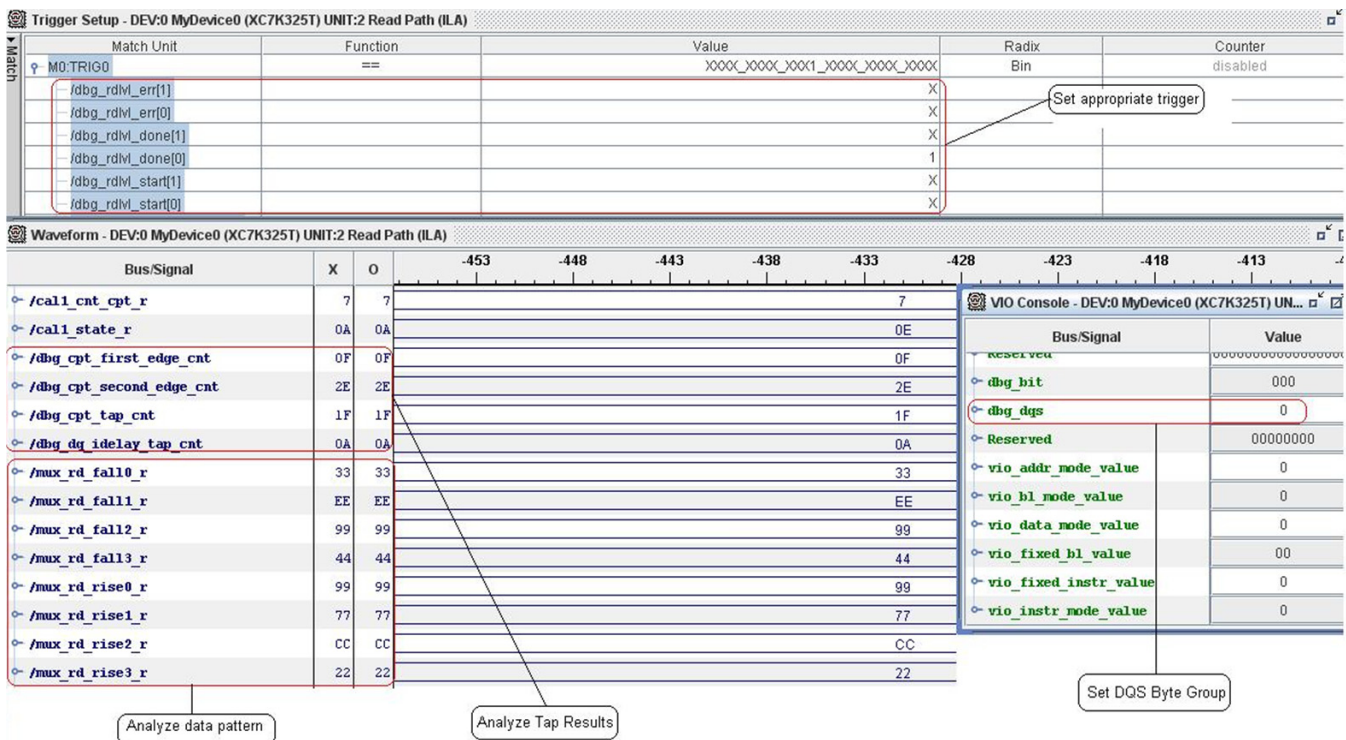 Trigger Setup - DEV:0 MyDevice0 (XC7K325T) UNIT:2 Read Path (ILA)
Match
Match Unit Function Value Radix Counter
M0:TRIG0 == XXXX_XXXX_XXX1_XXXX_XXXX_XXXX Bin disabled
/dbg_rdlvl_err[1] X
/dbg_rdlvl_err[0] X
/dbg_rdlvl_done[1] X
/dbg_rdlvl_done[0] 1
/dbg_rdlvl_start[1] X
/dbg_rdlvl_start[0] X
Set appropriate trigger
Waveform - DEV:0 MyDevice0 (XC7K325T) UNIT:2 Read Path (ILA)
Bus/Signal X O -453 -448 -443 -438 -433 -428 -423 -418 -413
/cal1_cnt_cpt_r 7 7 7
/cal1_state_r 0A 0A 0E
/dbg_cpt_first_edge_cnt 0F 0F 0F
/dbg_cpt_second_edge_cnt 2E 2E 2E
/dbg_cpt_tap_cnt 1F 1F 1F
/dbg_dq_idelay_tap_cnt 0A 0A 0A
/mux_rd_fall0_r 33 33 33
/mux_rd_fall1_r EE EE EE
/mux_rd_fall2_r 99 99 99
/mux_rd_fall3_r 44 44 44
/mux_rd_rise0_r 99 99 99
/mux_rd_rise1_r 77 77 77
/mux_rd_rise2_r CC CC CC
/mux_rd_rise3_r 22 22 22
VIO Console - DEV:0 MyDevice0 (XC7K325T) UN...
Bus/Signal Value
Reserved
dbg_bit 000
dbg_dqs 0
Reserved 00000000
vio_addr_mode_value 0
vio_bl_mode_value 0
vio_data_mode_value 0
vio_fixed_bl_value 00
vio_fixed_instr_value 0
vio_instr_mode_value 0
Analyze data pattern
Analyze Tap Results
Set DQS Byte Group